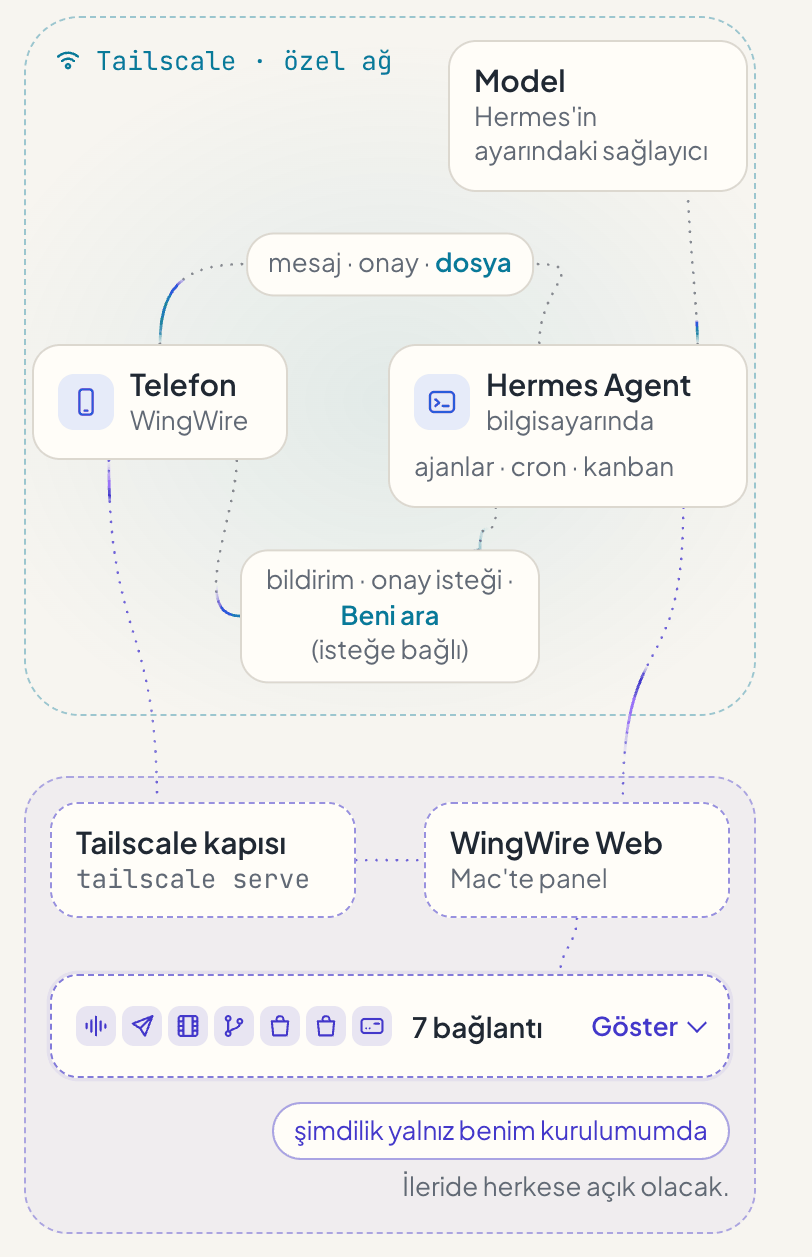 Tailscale · özel ağ
Model
Hermes'in
ayarındaki sağlayıcı
mesaj · onay · dosya
Telefon
WingWire
Hermes Agent
bilgisayarında
ajanlar · cron · kanban
bildirim · onay isteği ·
Beni ara
(isteğe bağlı)
Tailscale kapısı
tailscale serve
WingWire Web
Mac'te panel
7 bağlantı
Göster
şimdilik yalnız benim kurulumumda
İleride herkese açık olacak.